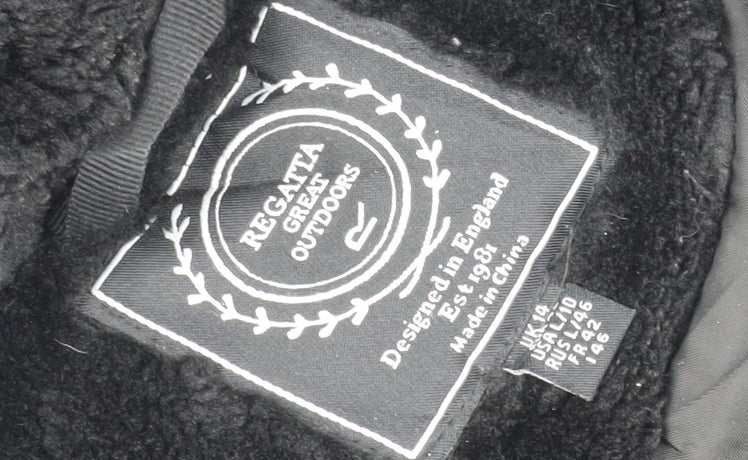 REGATTA
GREAT
OUTDOORS
R
Designed in England
Est 1981
Made in China
UK 14
USA L/10
RUS L/46
FR 42
I 46